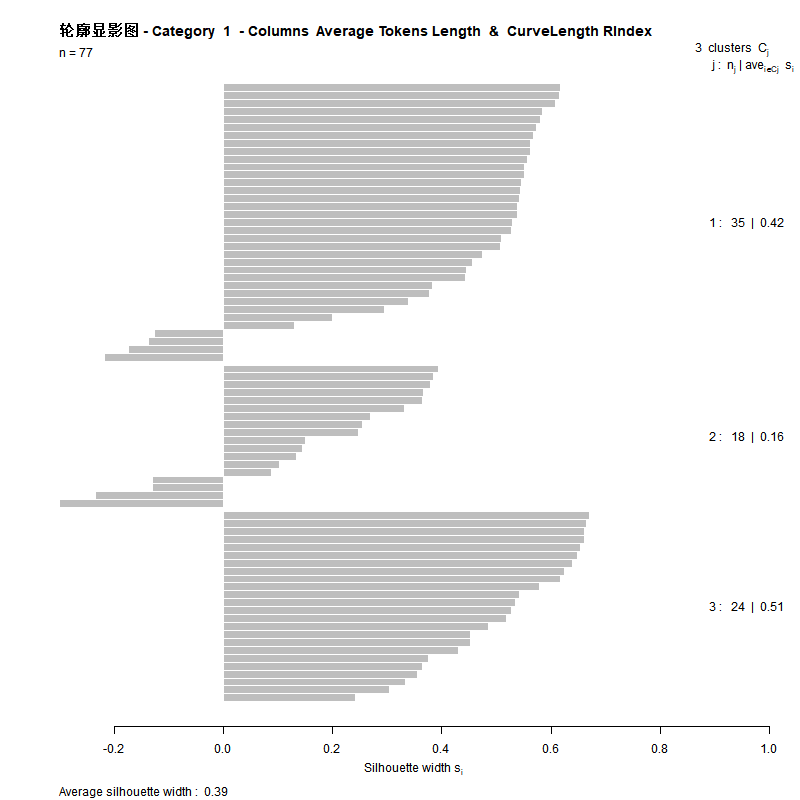 轮廓显影图 - Category 1 - Columns Average Tokens Length & CurveLength RIndex
n = 77
3 clusters Cj
j : nj | avei∈Cj si
1 : 35 | 0.42
2 : 18 | 0.16
3 : 24 | 0.51
-0.2 0.0 0.2 0.4 0.6 0.8 1.0
Silhouette width si
Average silhouette width : 0.39